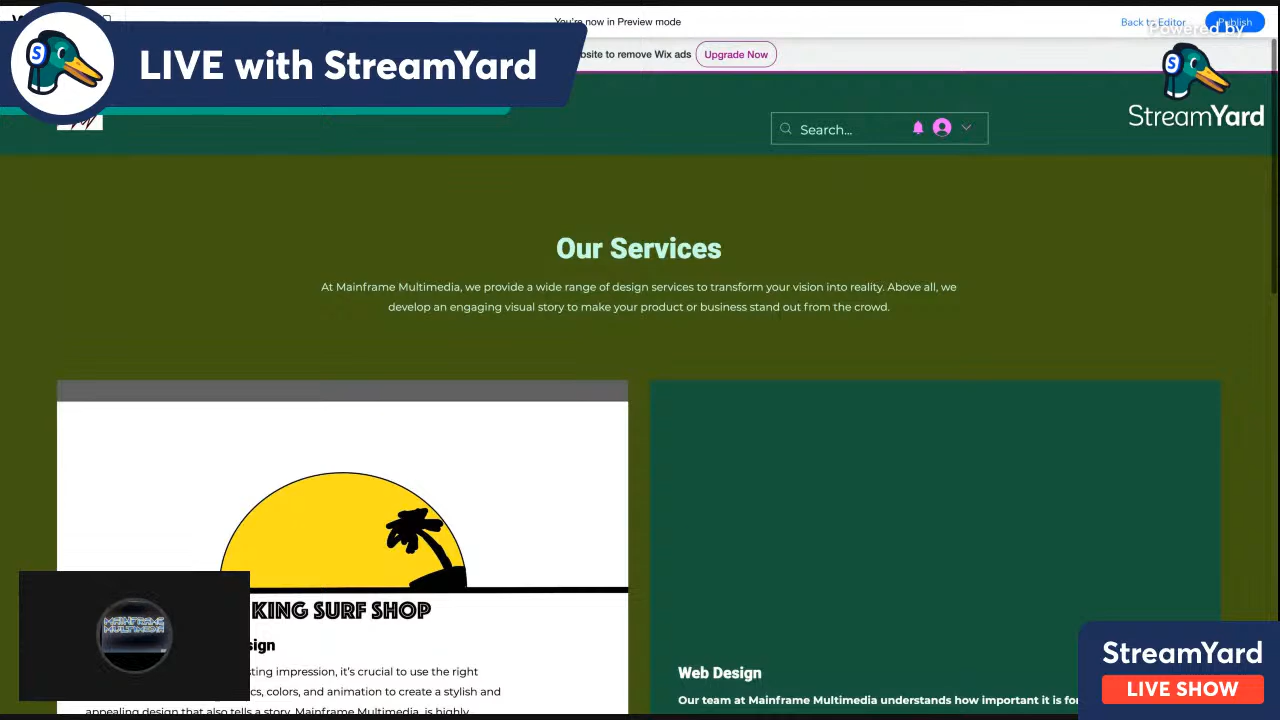 You're now in Preview mode
Back to Editor
Publish
Powered by
LIVE with StreamYard
site to remove Wix ads
Upgrade Now
StreamYard
Search...
Our Services
At Mainframe Multimedia, we provide a wide range of design services to transform your vision into reality. Above all, we
develop an engaging visual story to make your product or business stand out from the crowd.
KING SURF SHOP
MAINFRAME
MULTIMEDIA
sign
sting impression, it's crucial to use the right
cs, colors, and animation to create a stylish and
appealing design that also tells a story. Mainframe Multimedia, is highly
Web Design
Our team at Mainframe Multimedia understands how important it is for
StreamYard
LIVE SHOW